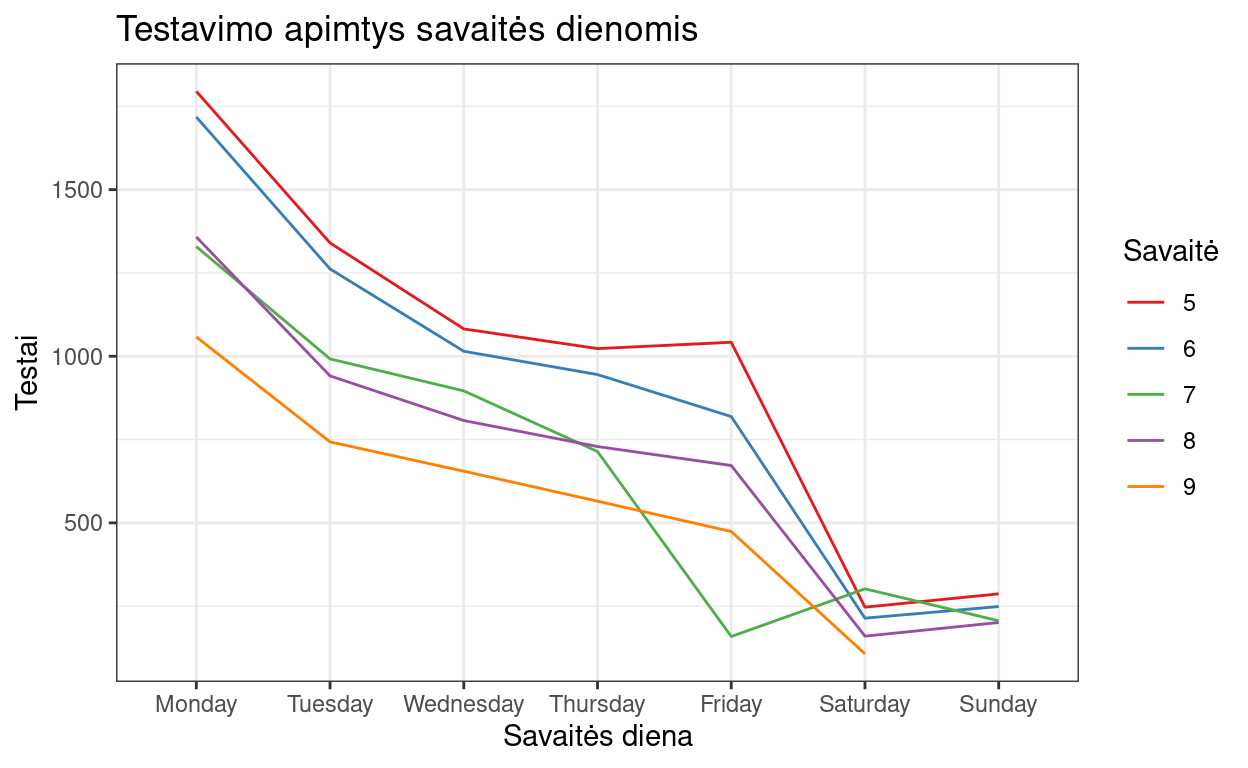 Testavimo apimtys savaitės dienomis
Testai
1500
1000
500
Monday Tuesday Wednesday Thursday Friday Saturday Sunday
Savaitės diena
Savaitė
5
6
7
8
9